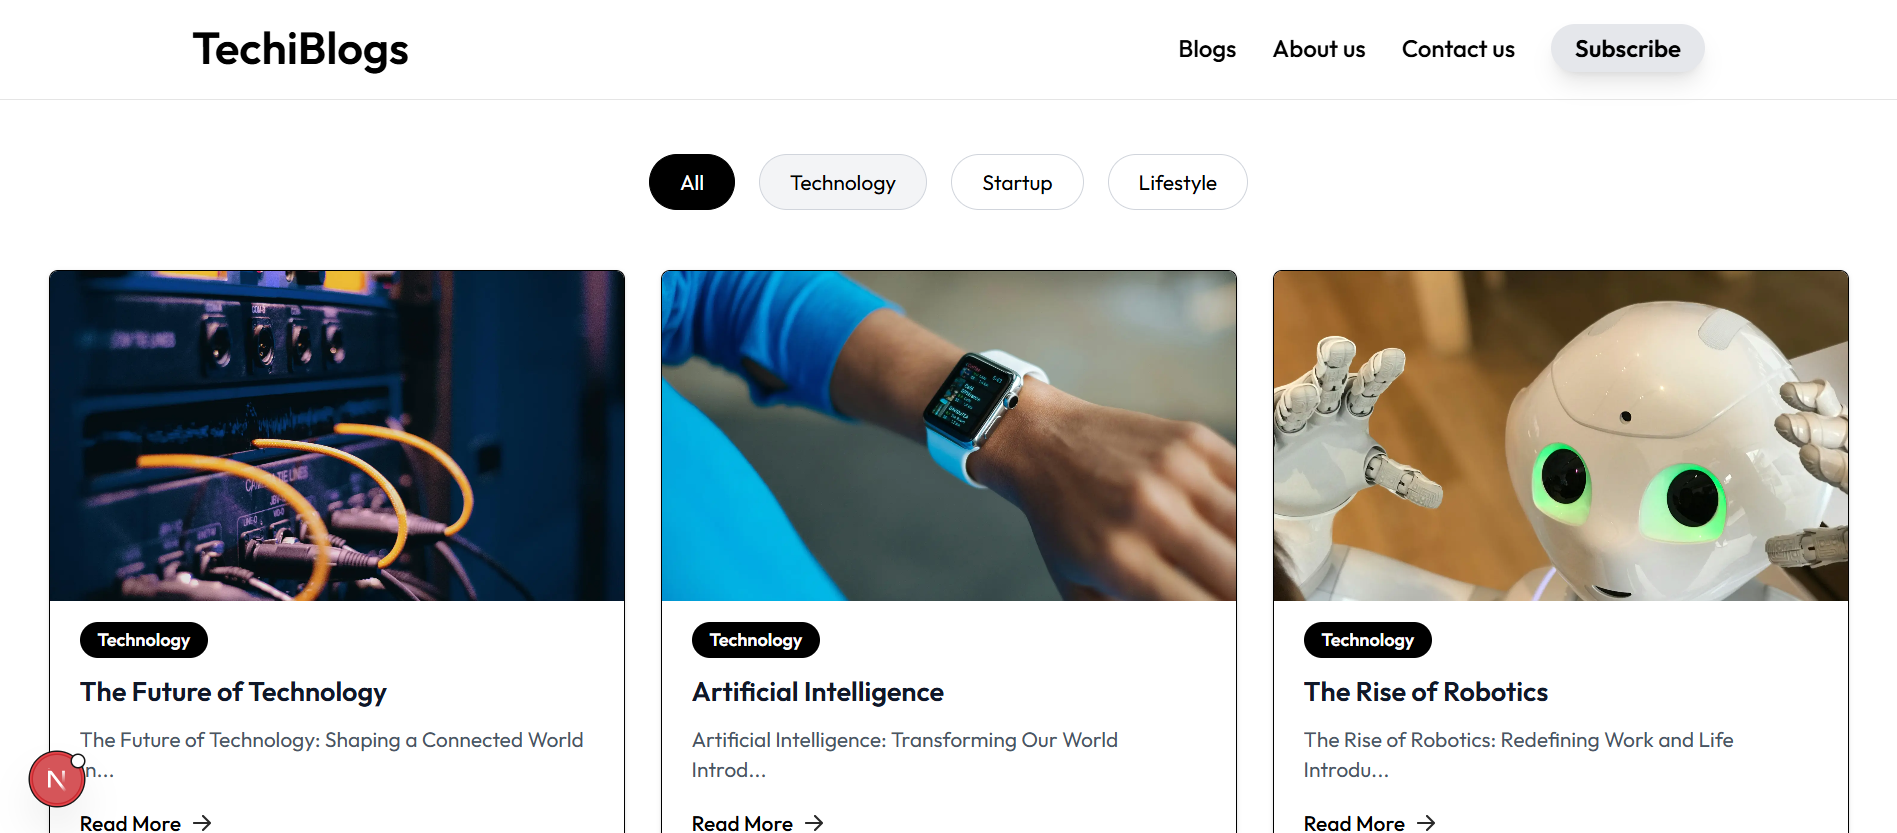 TechiBlogs
Blogs About us Contact us Subscribe
All Technology Startup Lifestyle
Technology
The Future of Technology
The Future of Technology: Shaping a Connected World
n...
Read More
Technology
Artificial Intelligence
Artificial Intelligence: Transforming Our World
Introd...
Read More
Technology
The Rise of Robotics
The Rise of Robotics: Redefining Work and Life
Introdu...
Read More
N